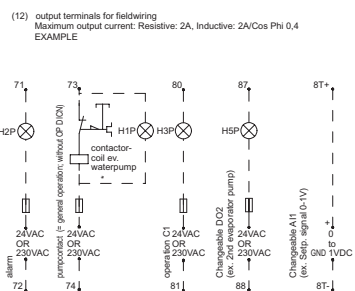 (12) output terminals for fieldwiring
Maximum output current: Resistive: 2A, Inductive: 2A/Cos Phi 0,4
EXAMPLE
71 73 80 87 8T+
H2P H1P H3P H5P
contactor-
coil ev.
waterpump
*
alarm
24VAC
OR
230VAC
pumpcontact (= general operation; without OP DICN)
24VAC
OR
230VAC
operation C1
24VAC
OR
230VAC
Changeable DO2
(ex. 2nd evaporator pump)
24VAC
OR
230VAC
Changeable AI1
(ex. Setp. signal 0-1V)
+
0
to
GND 1VDC
72 74 81 88 8T-